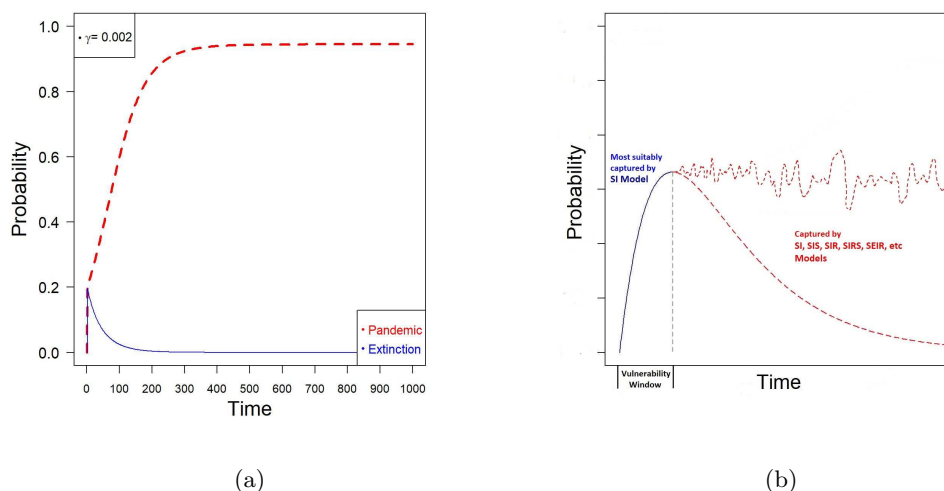 • γ= 0.002
1.0
0.8
0.6
0.4
0.2
0.0
Probability
• Pandemic
• Extinction
0 100 200 300 400 500 600 700 800 900 1000
Time
(a)
Probability
Most suitably
captured by
SI Model
Captured by
SI, SIS, SIR, SIRS, SEIR, etc
Models
Vulnerability
Window
Time
(b)